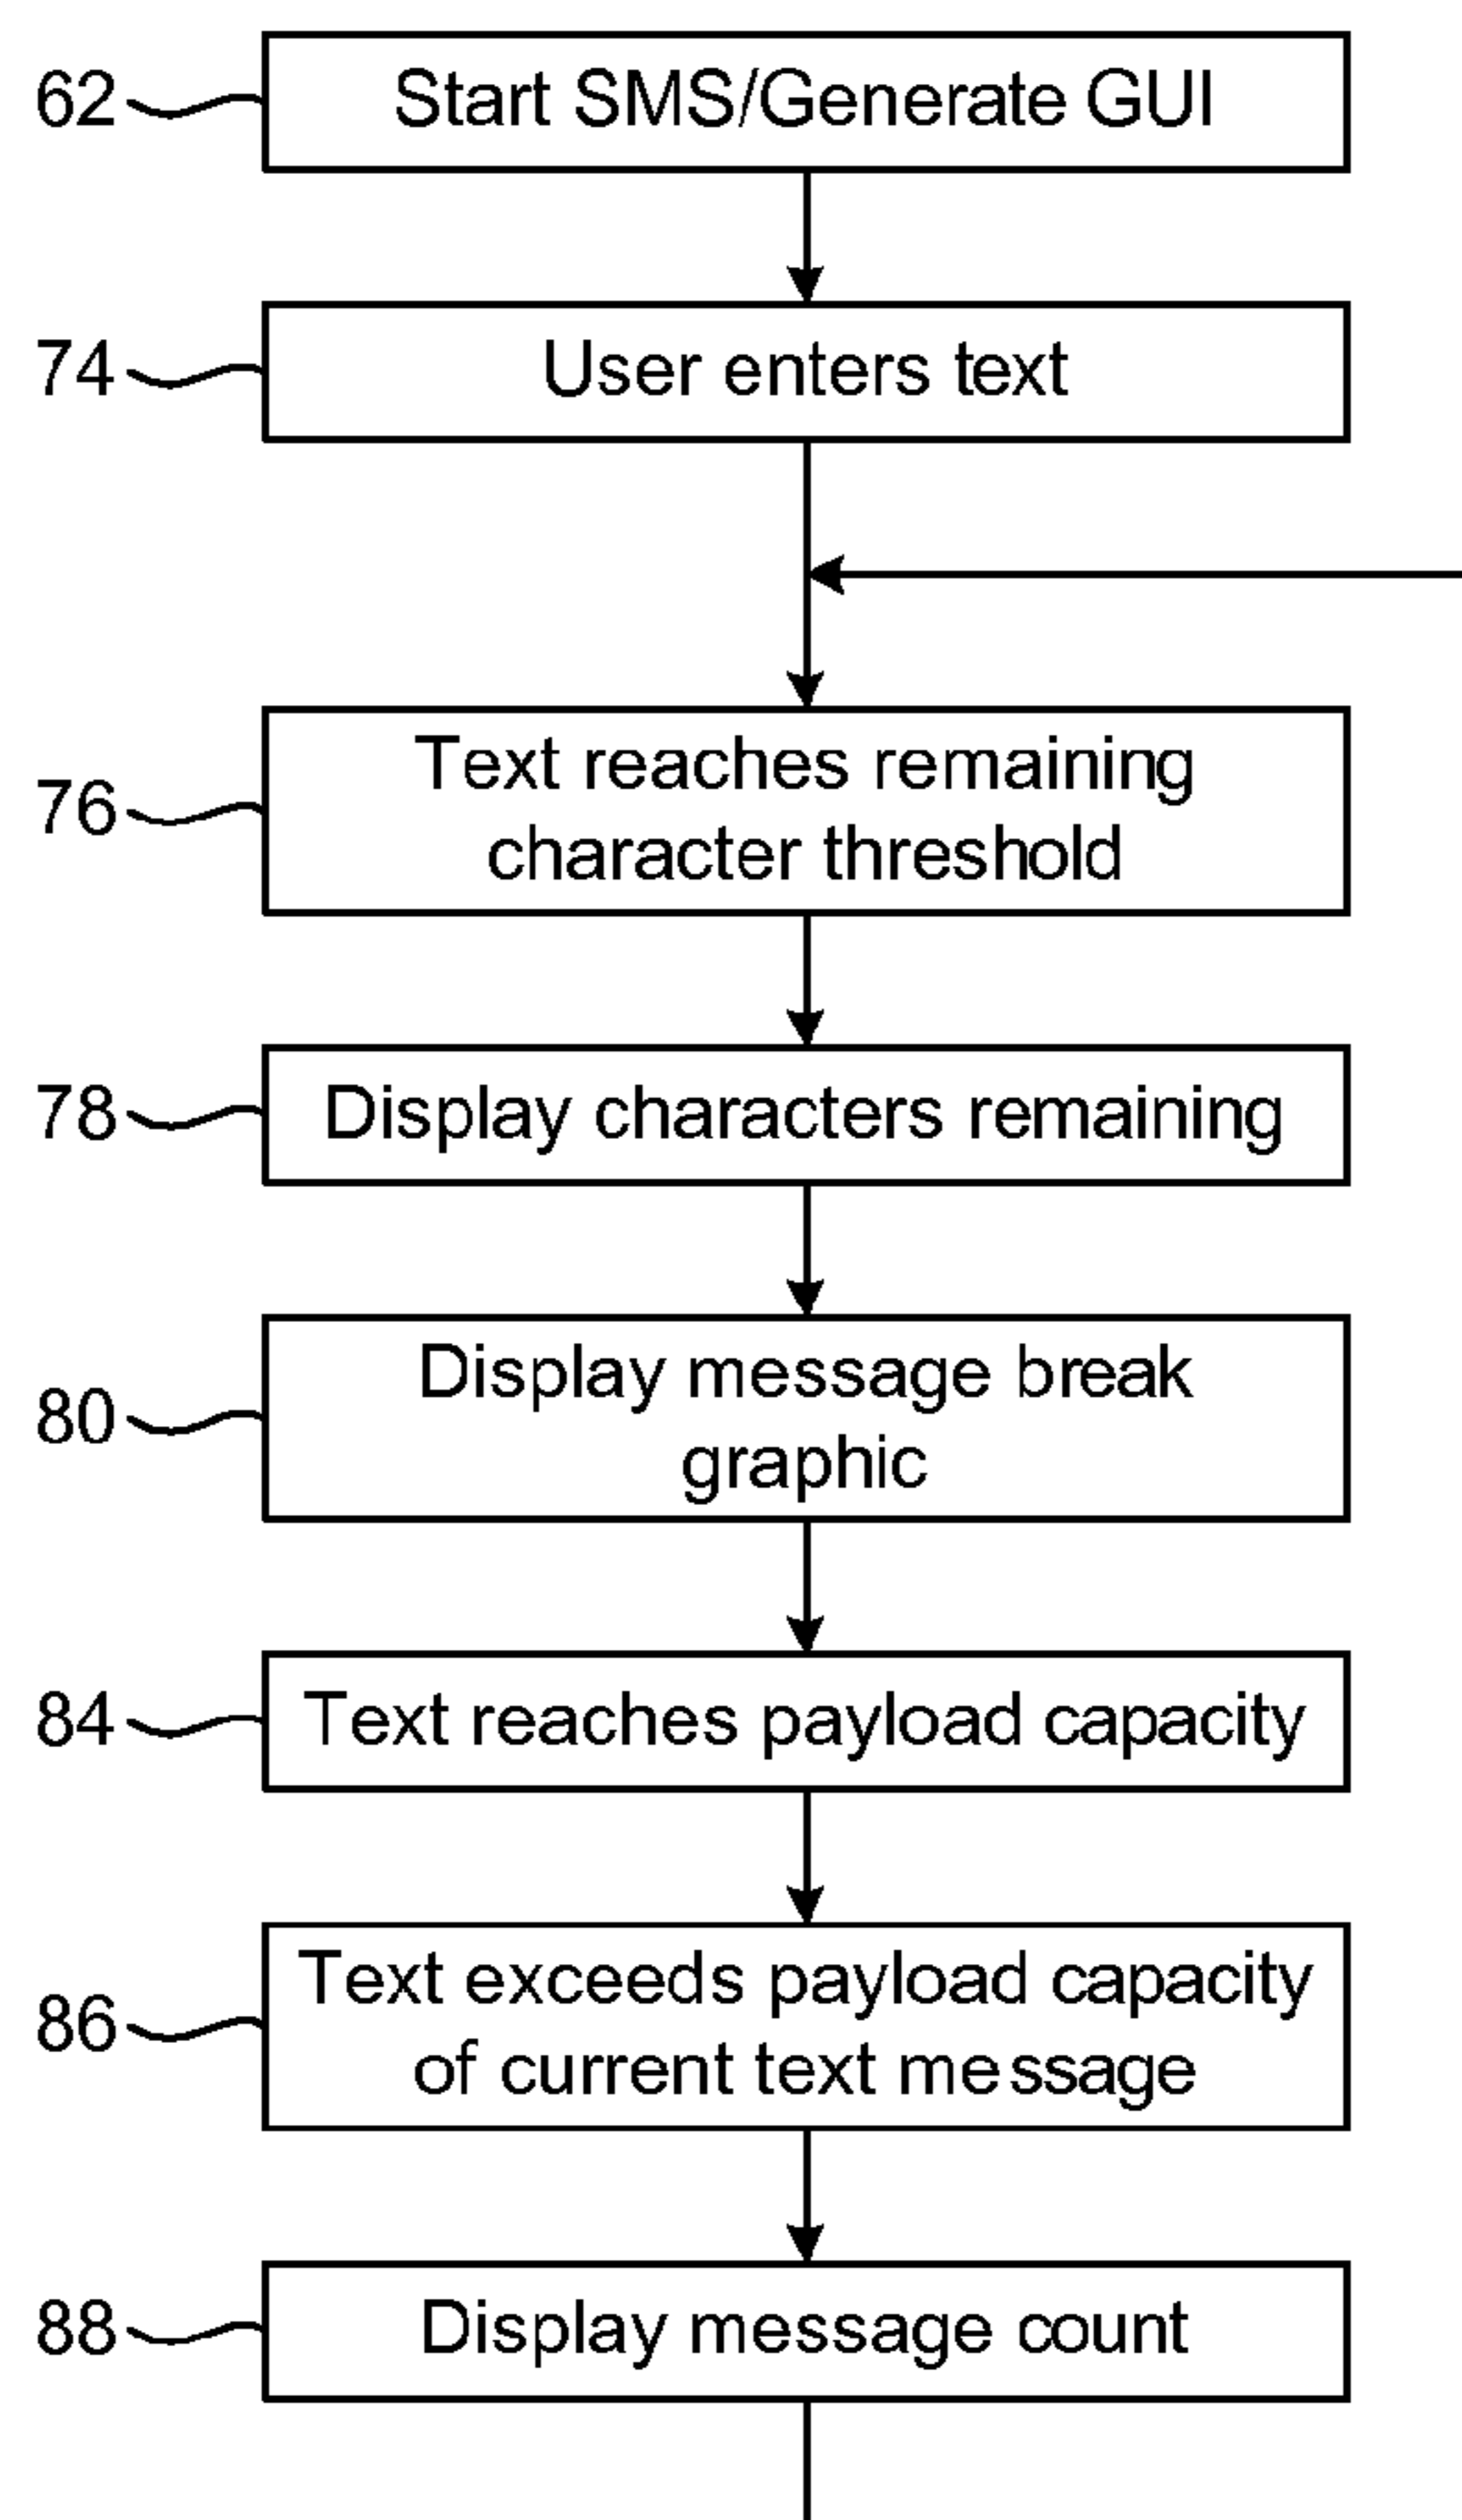 62 Start SMS/Generate GUI
74 User enters text
76 Text reaches remaining
character threshold
78 Display characters remaining
80 Display message break
graphic
84 Text reaches payload capacity
86 Text exceeds payload capacity
of current text message
88 Display message count